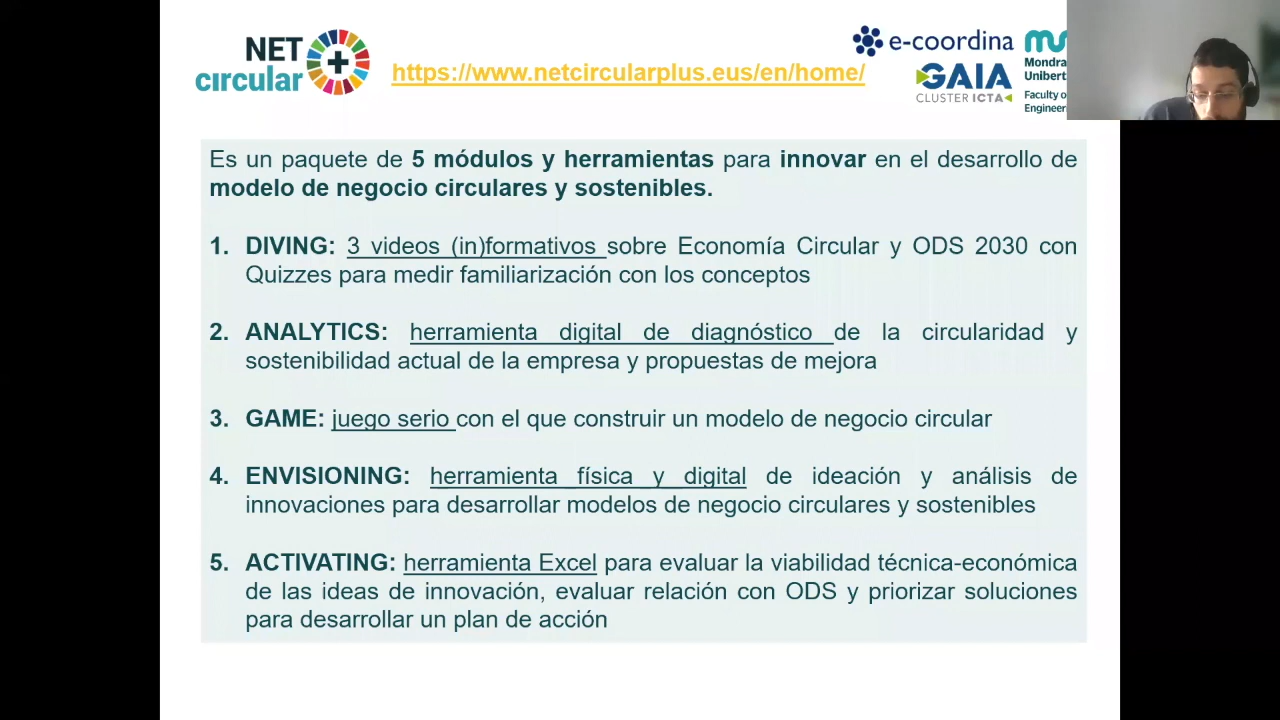 NET
circular
https://www.netcircularplus.eus/en/home/
e-coordina
GAIA
CLUSTER ICTA
Faculty of
Es un paquete de 5 módulos y herramientas para innovar en el desarrollo de
modelo de negocio circulares y sostenibles.
1. DIVING: 3 videos (in)formativos sobre Economía Circular y ODS 2030 con
Quizzes para medir familiarización con los conceptos
2. ANALYTICS: herramienta digital de diagnóstico de la circularidad y
sostenibilidad actual de la empresa y propuestas de mejora
3. GAME: juego serio con el que construir un modelo de negocio circular
4. ENVISIONING: herramienta física y digital de ideación y análisis de
innovaciones para desarrollar modelos de negocio circulares y sostenibles
5. ACTIVATING: herramienta Excel para evaluar la viabilidad técnica-económica
de las ideas de innovación, evaluar relación con ODS y priorizar soluciones
para desarrollar un plan de acción